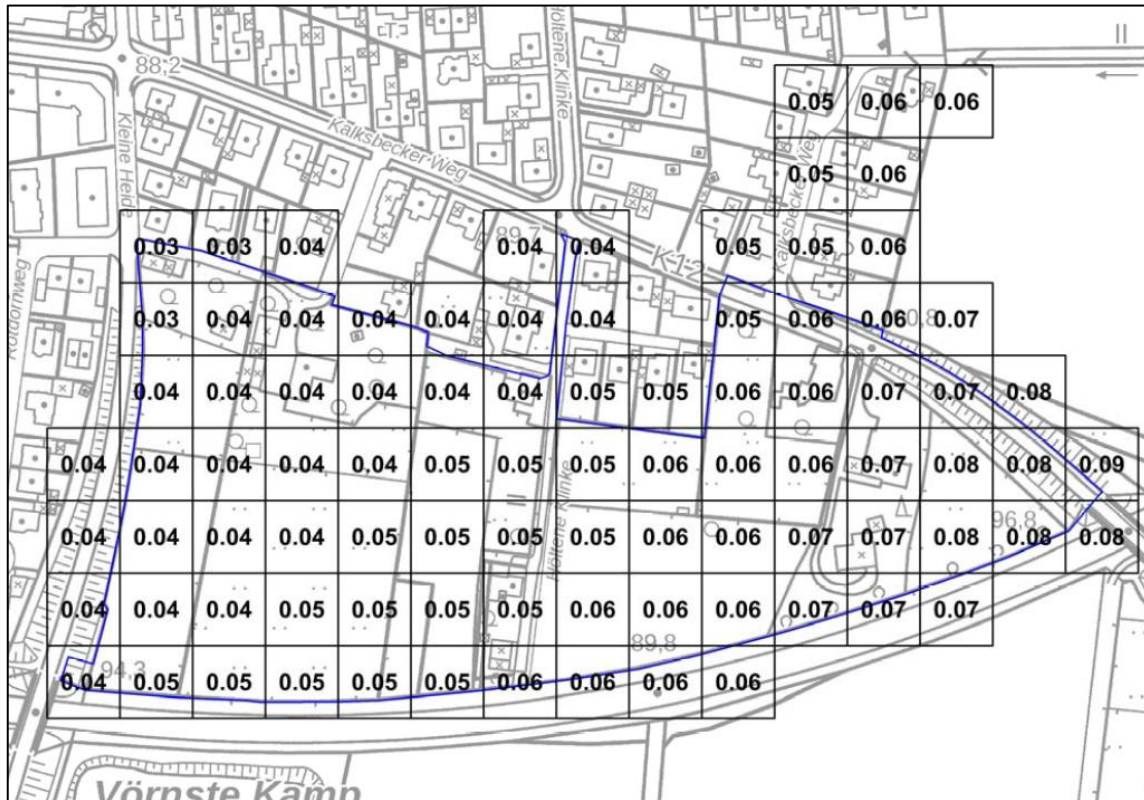 T.
II
88,2
Höltene Klinke
Kalksbecker Weg
Kleine Heide
0.05 0.06 0.06
Kalksbecker Weg
0.05 0.06
0.03 0.03 0.04 0.04 0.04 0.05 0.05 0.06
K 12
0.03 0.04 0.04 0.04 0.04 0.04 0.04 0.05 0.06 0.06 0.07
0.04 0.04 0.04 0.04 0.04 0.04 0.05 0.05 0.06 0.06 0.07 0.07 0.08
0.04 0.04 0.04 0.04 0.04 0.05 0.05 0.05 0.06 0.06 0.06 0.07 0.08 0.08 0.09
Höltene Klinke
II
96,8
0.04 0.04 0.04 0.04 0.05 0.05 0.05 0.05 0.06 0.06 0.07 0.07 0.08 0.08 0.08
0.04 0.04 0.04 0.05 0.05 0.05 0.05 0.06 0.06 0.06 0.07 0.07 0.07
94,3
89,8
0.04 0.05 0.05 0.05 0.05 0.05 0.06 0.06 0.06 0.06
Vörnste Kamp